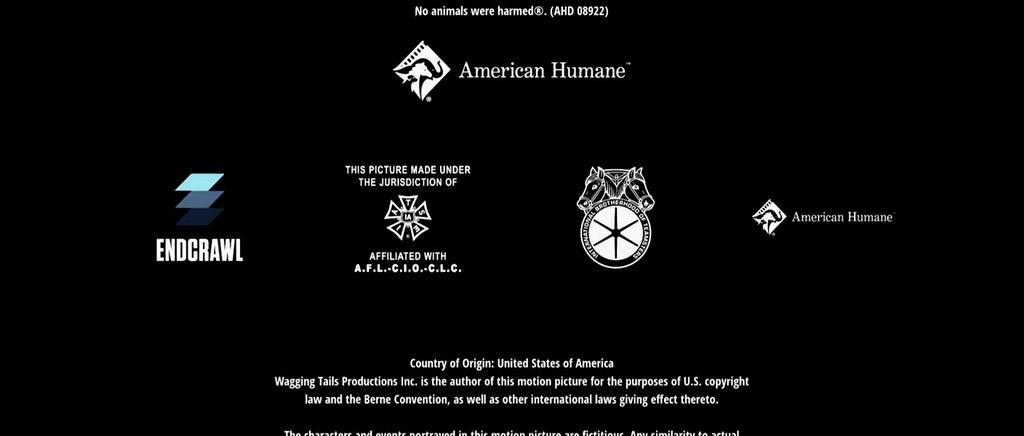 No animals were harmed®. (AHD 08922)
American Humane™
THIS PICTURE MADE UNDER
THE JURISDICTION OF
I A T S E
AFFILIATED WITH
A.F.L.-C.I.O.-C.L.C.
ENDCRAWL
INTERNATIONAL BROTHERHOOD OF TEAMSTERS
American Humane
Country of Origin: United States of America
Wagging Tails Productions Inc. is the author of this motion picture for the purposes of U.S. copyright
law and the Berne Convention, as well as other international laws giving effect thereto.
The characters and events portrayed in this motion picture are fictitious. Any similarity to actual